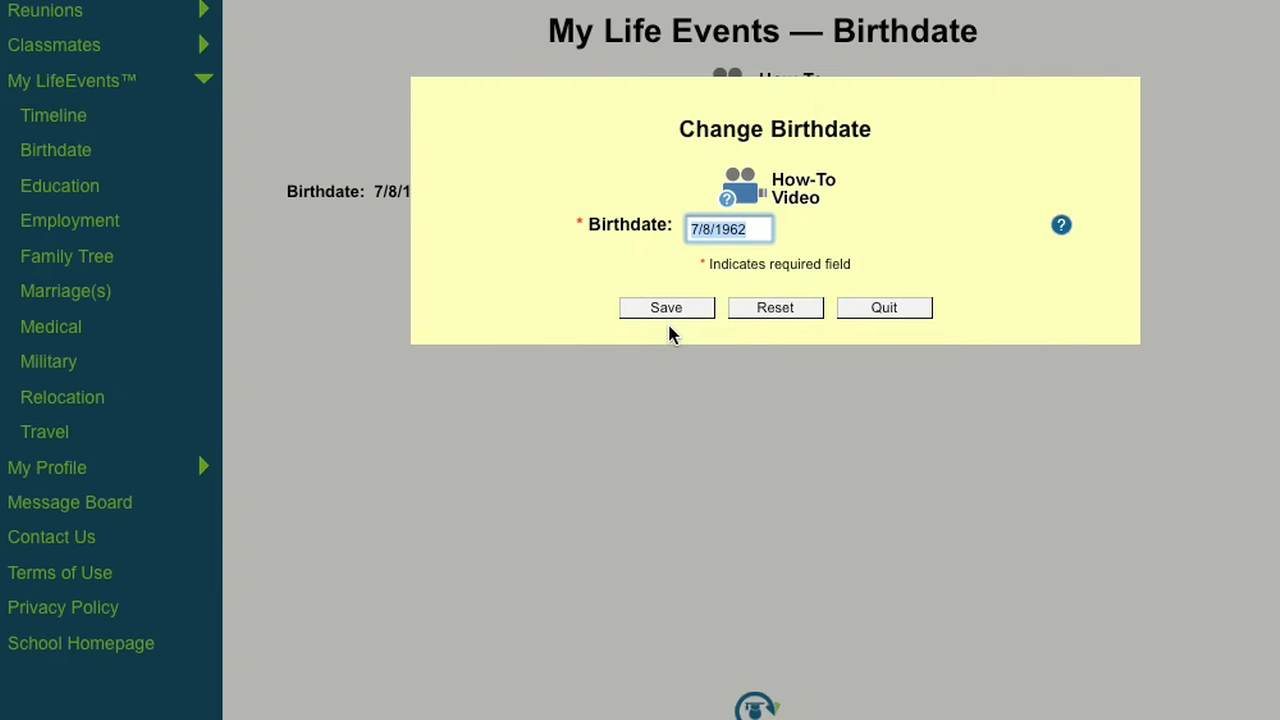 Reunions
Classmates
My LifeEvents™
Timeline
Birthdate
Education
Employment
Family Tree
Marriage(s)
Medical
Military
Relocation
Travel
My Profile
Message Board
Contact Us
Terms of Use
Privacy Policy
School Homepage
My Life Events — Birthdate
How-To
Birthdate: 7/8/1
Change Birthdate
How-To
Video
* Birthdate: 7/8/1962
?
* Indicates required field
Save Reset Quit